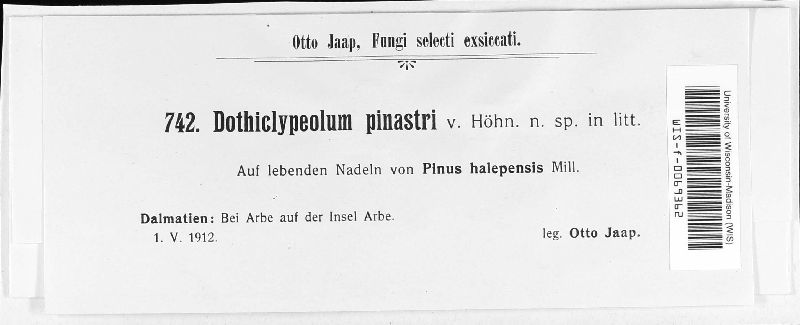 Otto Jaap, Fungi selecti exsiccati.
742. Dothiclypeolum pinastri v. Höhn. n. sp. in litt.
Auf lebenden Nadeln von Pinus halepensis Mill.
Dalmatien: Bei Arbe auf der Insel Arbe.
1. V. 1912.
leg. Otto Jaap.
University of Wisconsin-Madison (WIS)
WIS-f-0099392